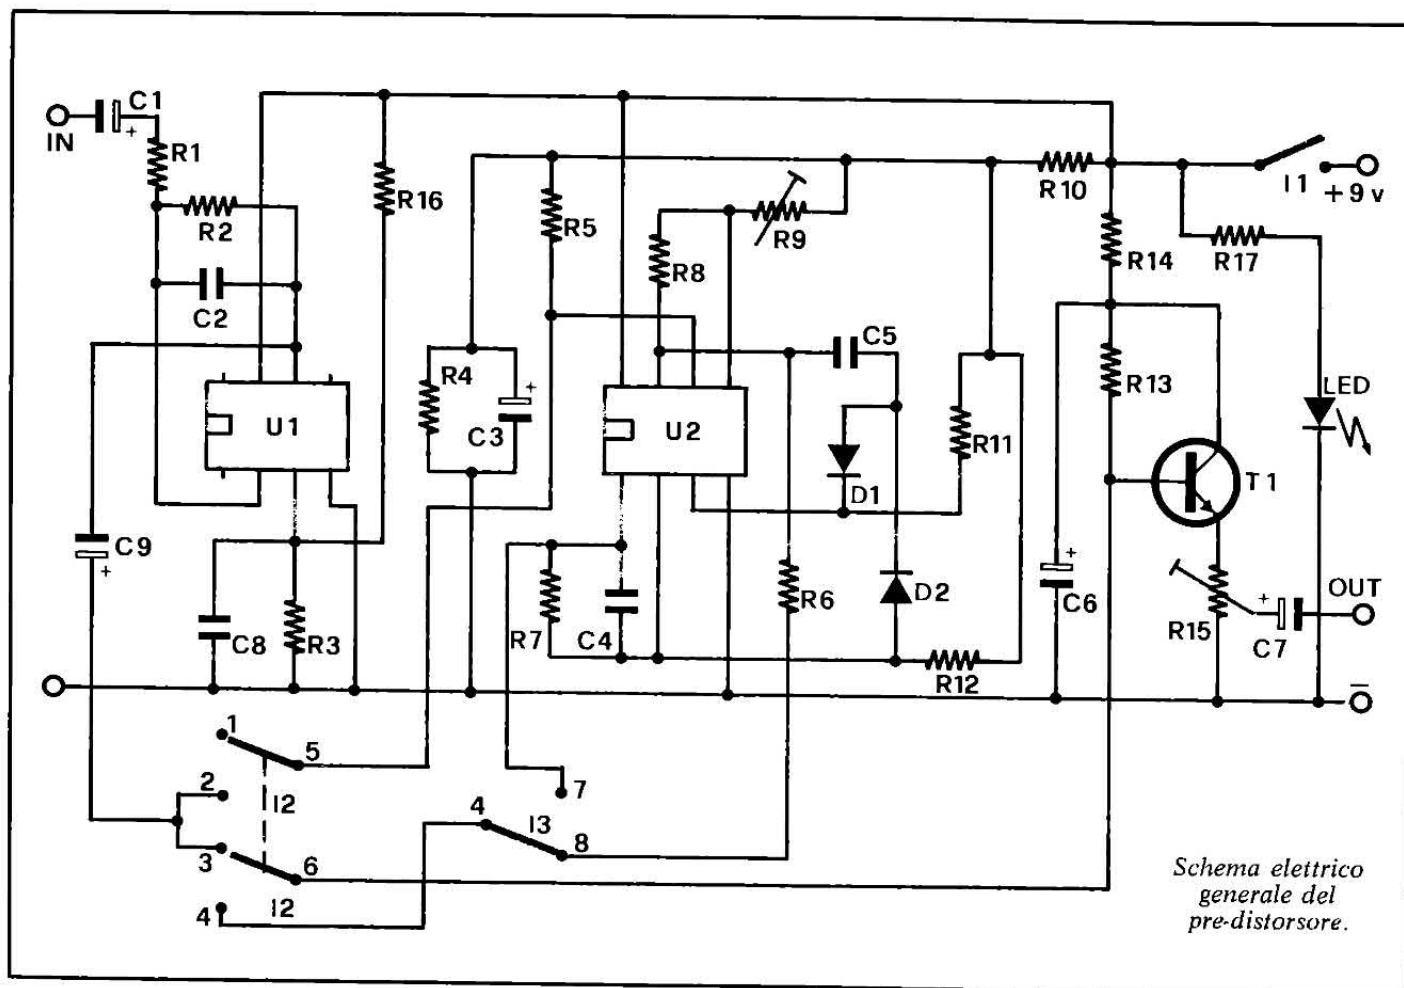 C1
+
IN
R1
R2
C2
R16
R5
R8
R9
R10
I1
+9 v
R14
R17
R4
+
C3
C5
R13
LED
U1
U2
D1
R11
T1
C9
+
C8
R3
R7
C4
R6
D2
+
C6
R15
+
C7
OUT
R12
–
1
5
2
I2
3
6
4
I2
4
I3
7
8
Schema elettrico
generale del
pre-distorsore.